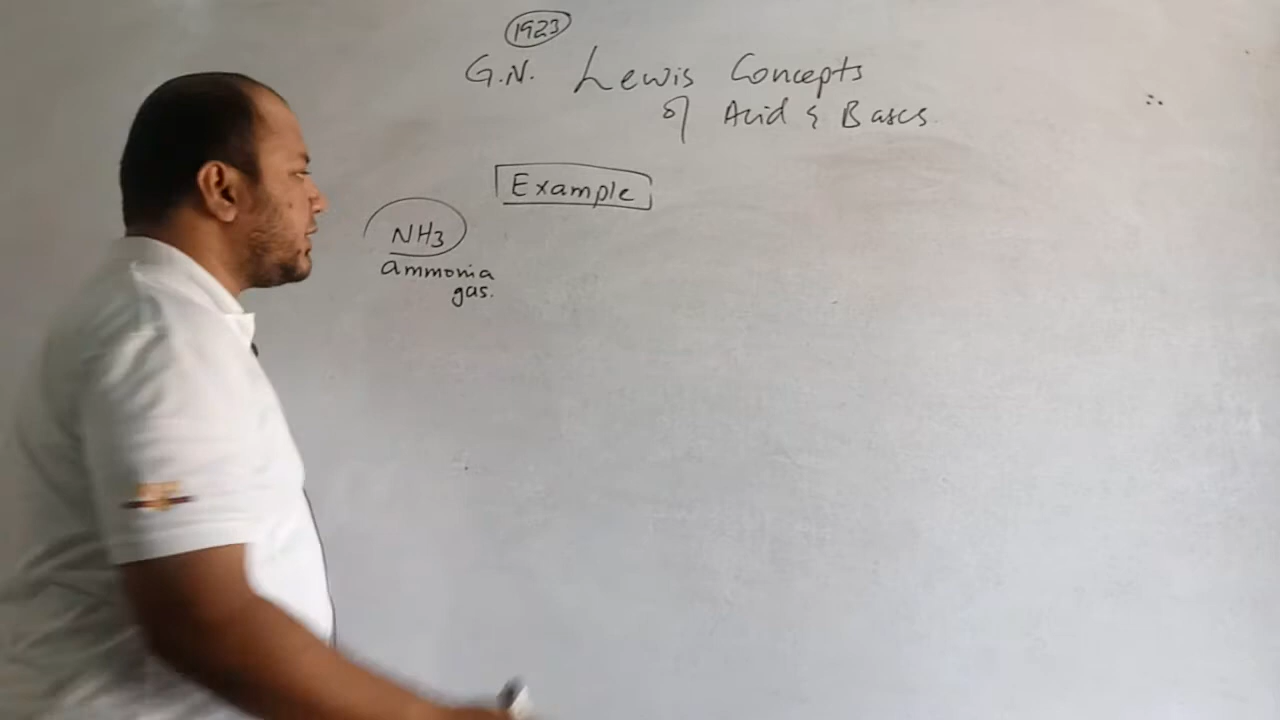 1923
G.N. Lewis Concepts
of Acid & Bases
Example
NH3
ammonia
gas.